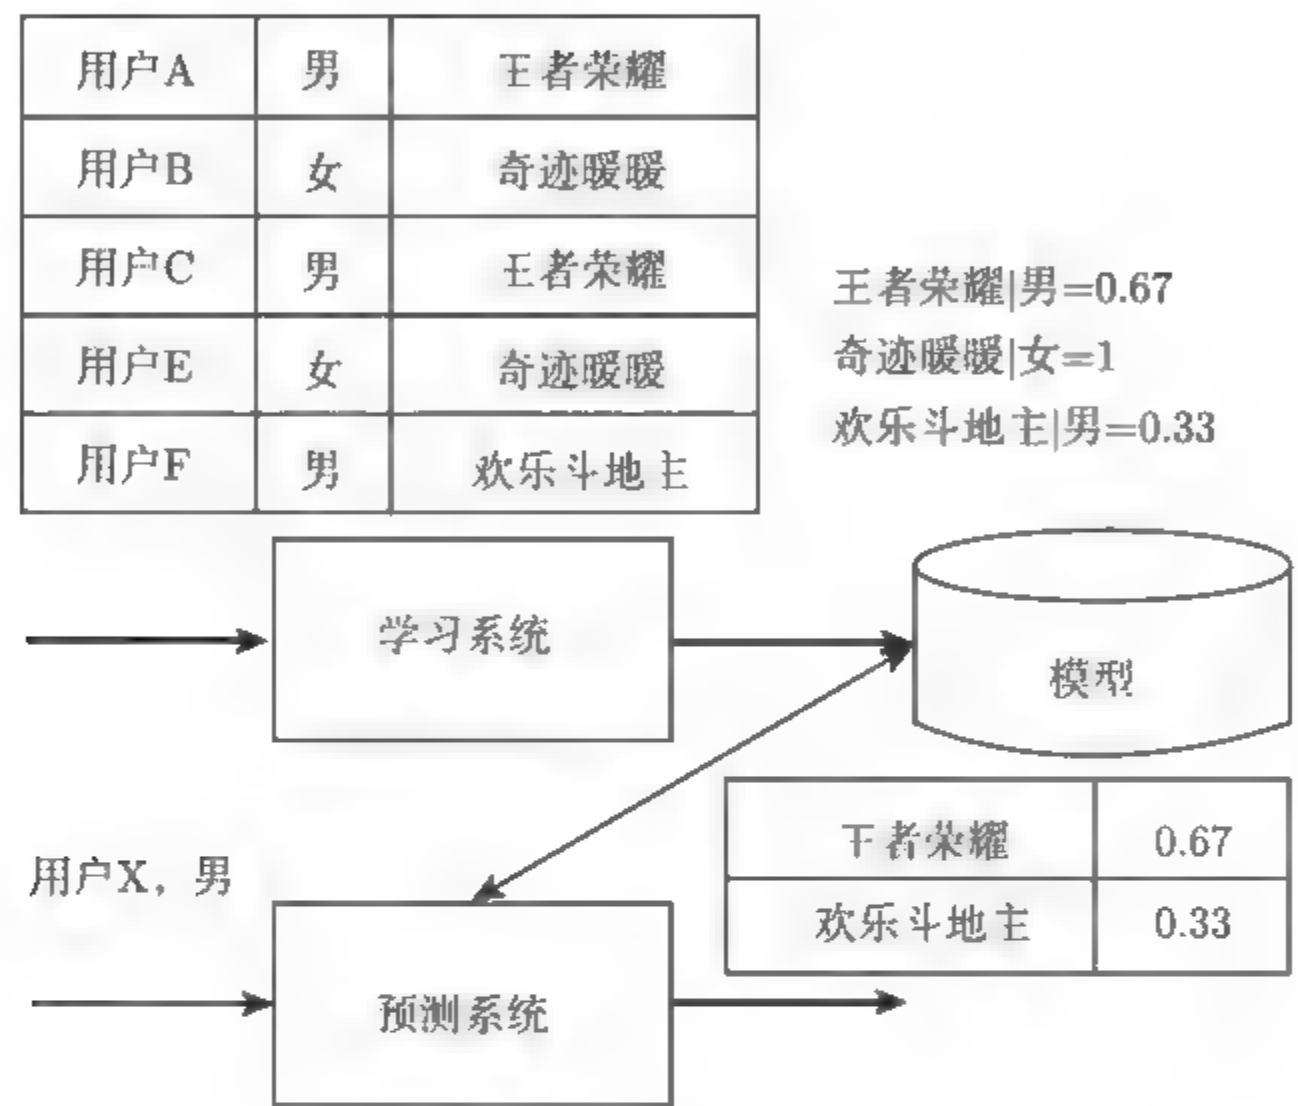 用户A 男 王者荣耀
用户B 女 奇迹暖暖
用户C 男 王者荣耀
用户E 女 奇迹暖暖
用户F 男 欢乐斗地主
王者荣耀|男=0.67
奇迹暖暖|女=1
欢乐斗地主|男=0.33
学习系统
模型
用户X，男
王者荣耀 0.67
欢乐斗地主 0.33
预测系统